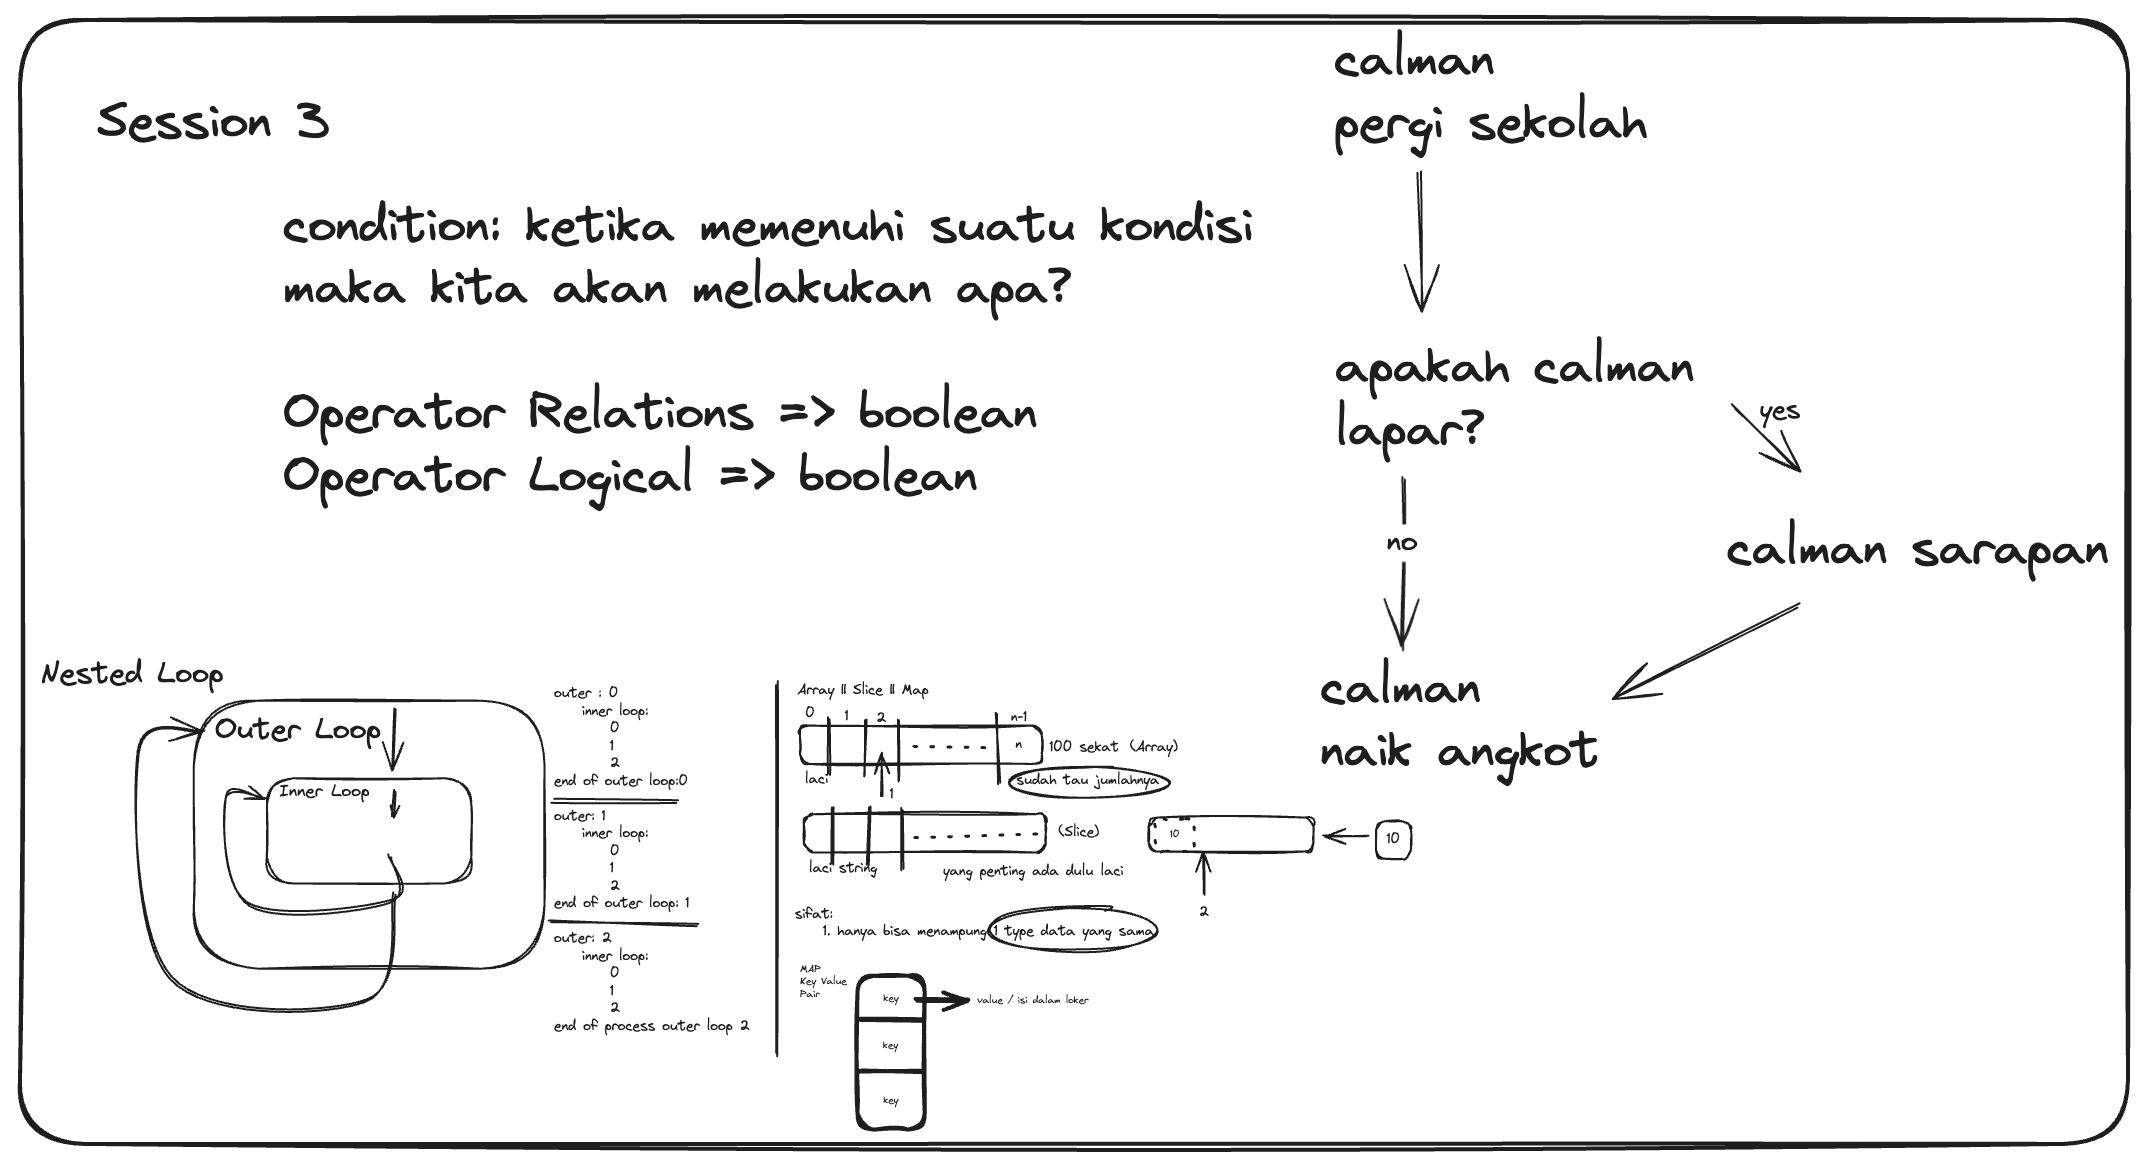 Session 3
condition: ketika memenuhi suatu kondisi
maka kita akan melakukan apa?
Operator Relations => boolean
Operator Logical => boolean
calman
pergi sekolah
apakah calman
lapar?
yes
no
calman sarapan
calman
naik angkot
Nested Loop
Outer Loop
Inner Loop
outer : 0
inner loop:
0
1
2
end of outer loop:0
outer: 1
inner loop:
0
1
2
end of outer loop: 1
outer: 2
inner loop:
0
1
2
end of process outer loop 2
Array || Slice || Map
0 1 2 n-1
n
100 sekat (Array)
laci
sudah tau jumlahnya
1
(Slice)
laci string
yang penting ada dulu laci
10
10
2
sifat:
1. hanya bisa menampung 1 type data yang sama
MAP
Key Value
Pair
key
value / isi dalam loker
key
key